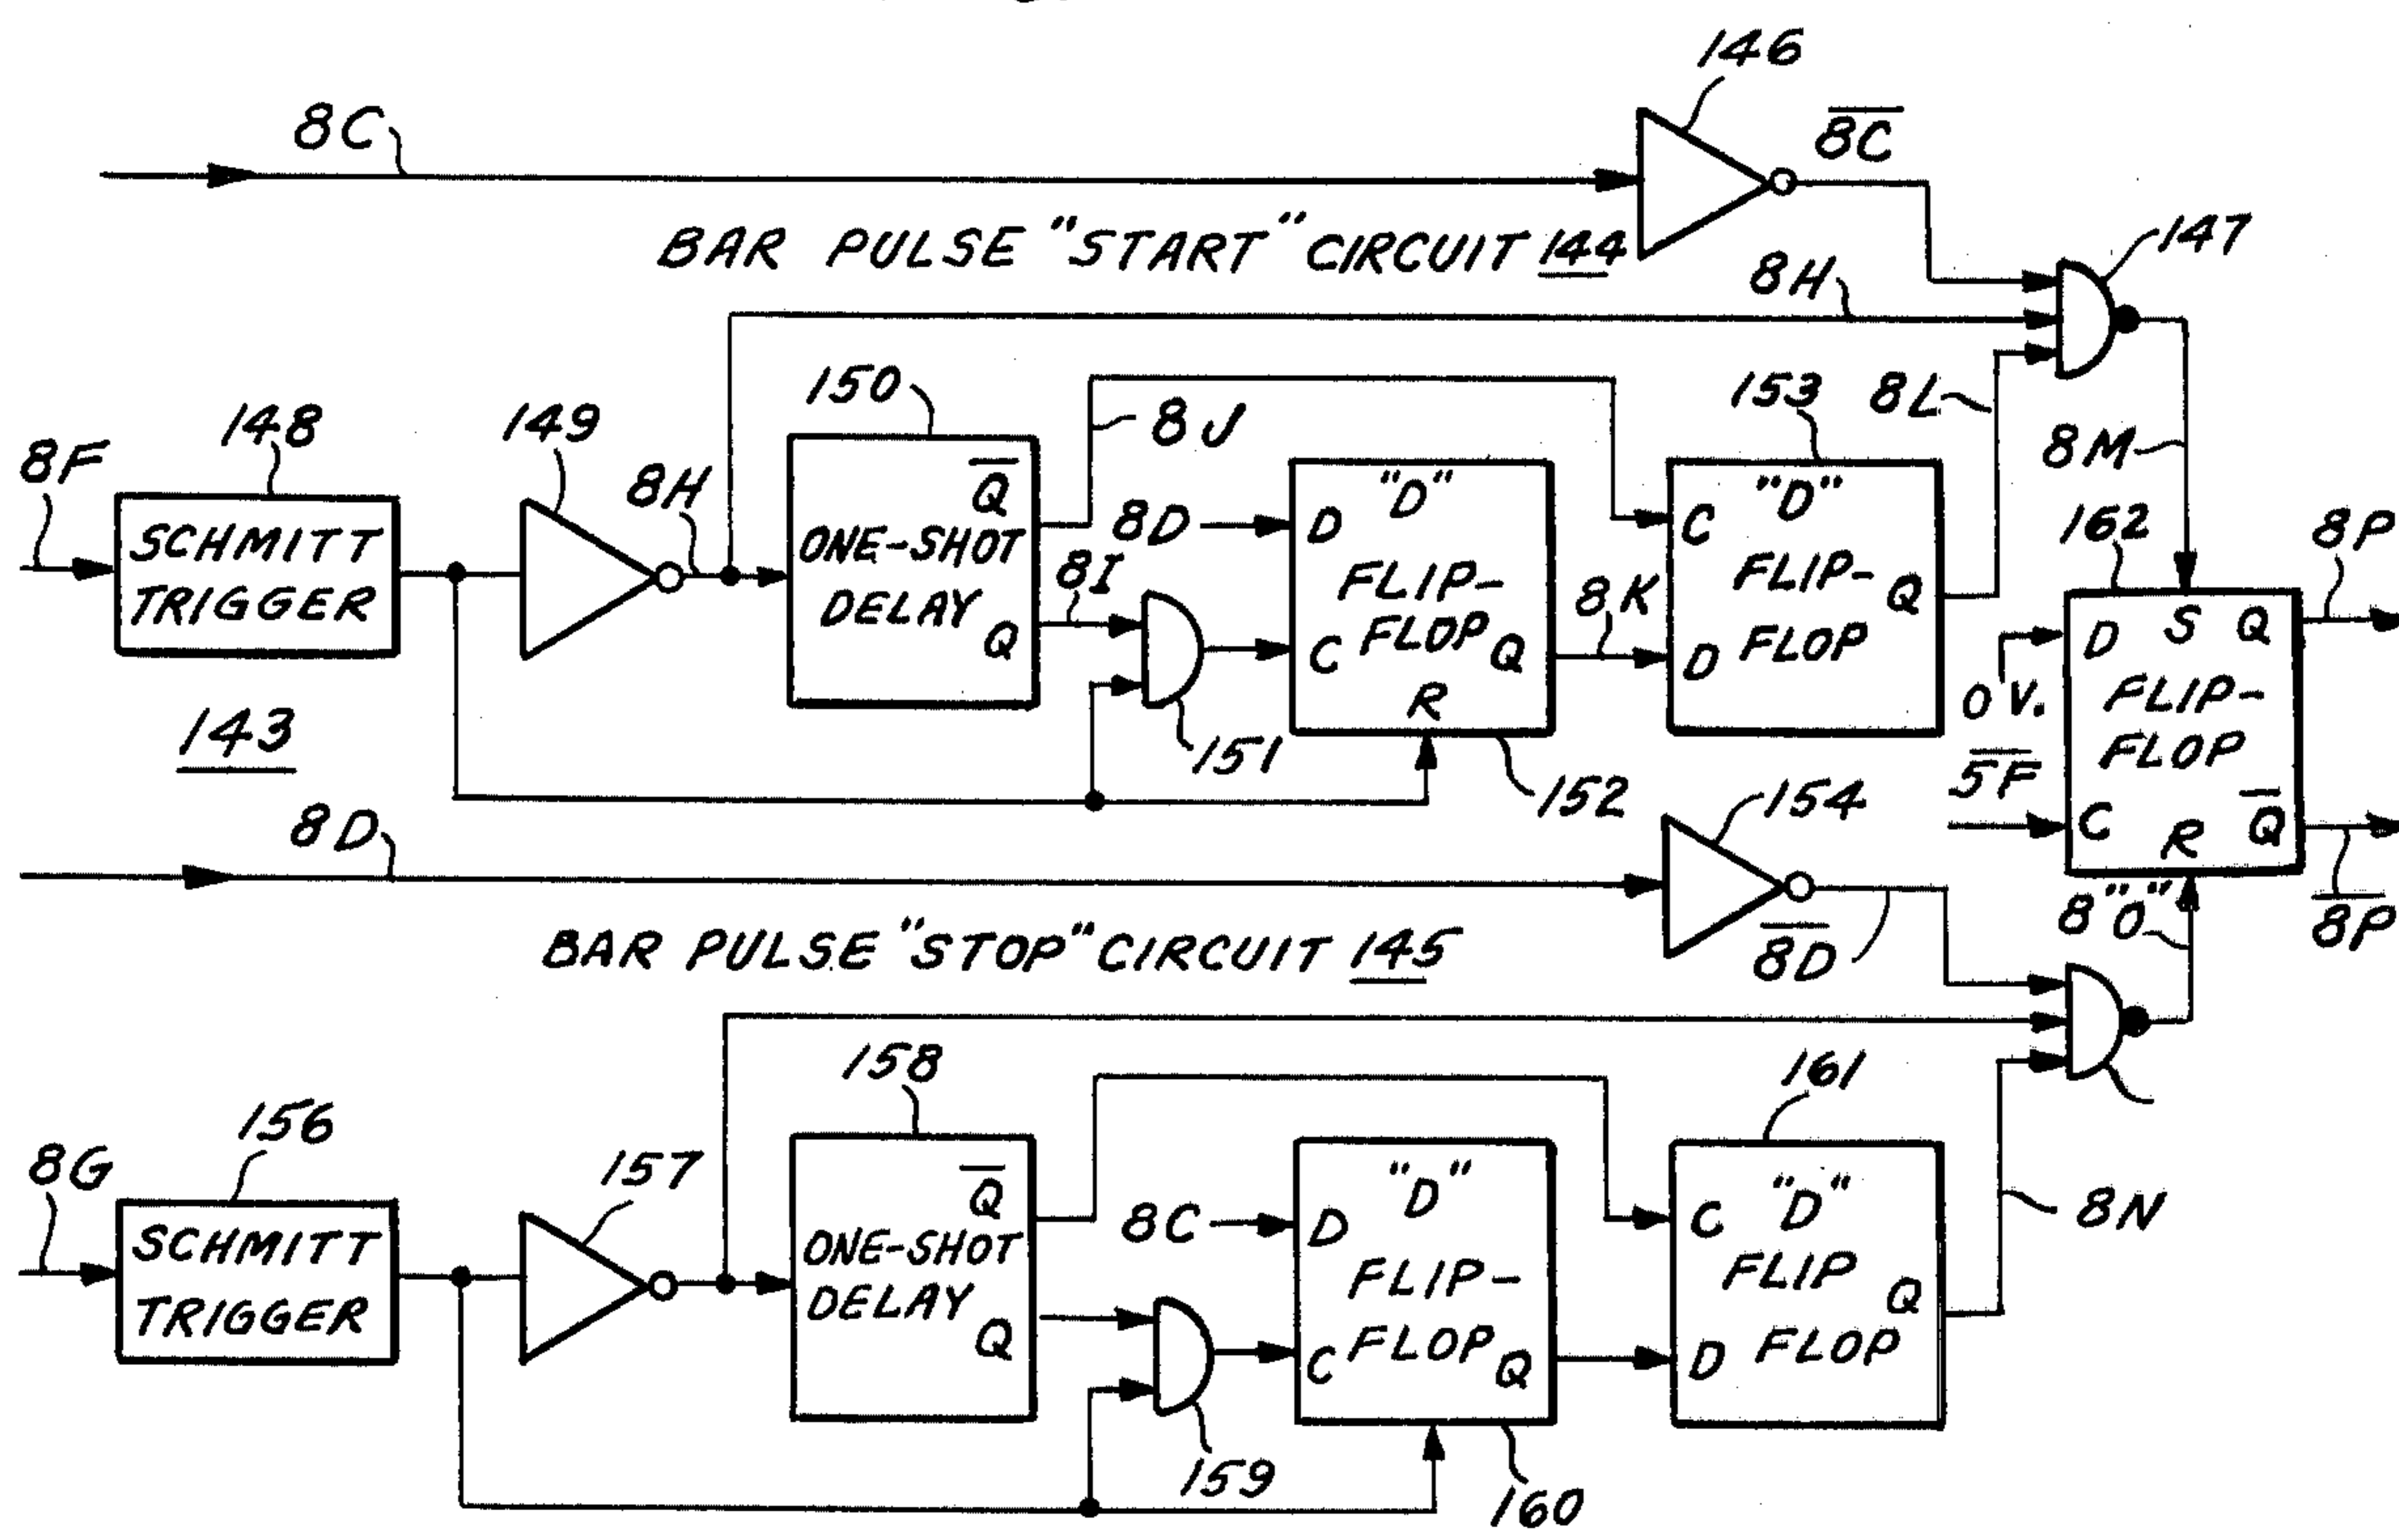 146
8C
8C
BAR PULSE "START" CIRCUIT 144
147
8H
150
153
8L
148
149
8J
8M
8F
8H
Q
"D"
"D"
162
8P
SCHMITT
TRIGGER
ONE-SHOT
DELAY
8D
D
C
FLIP-
FLOP
8I
FLIP-
FLOP
8K
Q
Q
C
Q
D
D S Q
R
0 V.
FLIP-
FLOP
143
151
152
5F
154
C R Q
8D
8"O"
8P
BAR PULSE "STOP" CIRCUIT 145
8D
158
161
156
8G
157
Q
"D"
"D"
8N
SCHMITT
TRIGGER
ONE-SHOT
DELAY
8C
D
C
FLIP-
FLOP
FLIP
FLOP
Q
Q
C
Q
D
159
160